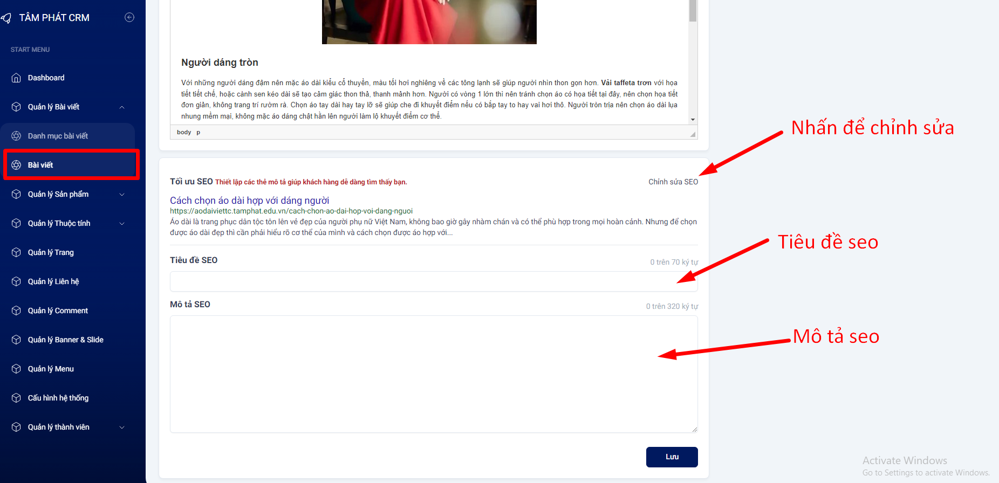 TÂM PHÁT CRM
START MENU
Dashboard
Quản lý Bài viết
Danh mục bài viết
Bài viết
Quản lý Sản phẩm
Quản lý Thuộc tính
Quản lý Trang
Quản lý Liên hệ
Quản lý Comment
Quản lý Banner & Slide
Quản lý Menu
Cấu hình hệ thống
Quản lý thành viên
Người dáng tròn
Với những người dáng đậm nên mặc áo dài kiểu cổ thuyền, màu tối hơi nghiêng về các tông lạnh sẽ giúp người nhìn thon gọn hơn. Vải taffeta trơn với họa
tiết tiết chế, hoặc cành sen kéo dài sẽ tạo cảm giác thon thả, thanh mảnh hơn. Người có vòng 1 lớn thì nên tránh chọn áo có họa tiết tại đây, nên chọn họa tiết
đơn giản, không trang trí rườm rà. Chọn áo tay dài hay tay lỡ sẽ giúp che đi khuyết điểm nếu có bắp tay to hay vai hơi thô. Người tròn trịa nên chọn áo dài lụa
nhung mềm mại, không mặc áo dáng chật hằn lên người làm lộ khuyết điểm cơ thể.
body p
Nhấn để chỉnh sửa
Tối ưu SEO Thiết lập các thẻ mô tả giúp khách hàng dễ dàng tìm thấy bạn.
Chỉnh sửa SEO
Cách chọn áo dài hợp với dáng người
https://aodaiviettc.tamphat.edu.vn/cach-chon-ao-dai-hop-voi-dang-nguoi
Áo dài là trang phục dân tộc tôn lên vẻ đẹp của người phụ nữ Việt Nam, không bao giờ gây nhàm chán và có thể phù hợp trong mọi hoàn cảnh. Nhưng để chọn
được áo dài đẹp thì cần phải hiểu rõ cơ thể của mình và cách chọn được áo hợp với...
Tiêu đề seo
Tiêu đề SEO
0 trên 70 ký tự
Mô tả SEO
0 trên 320 ký tự
Mô tả seo
Lưu
Activate Windows
Go to Settings to activate Windows.